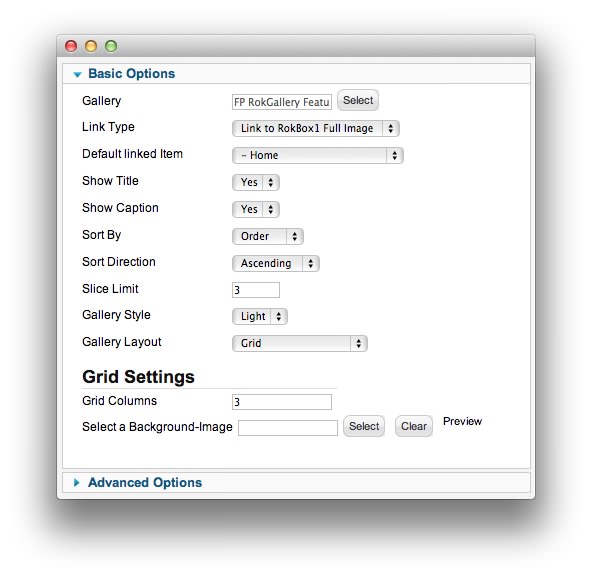 Basic Options
Gallery FP RokGallery Featu Select
Link Type Link to RokBox1 Full Image
Default linked Item - Home
Show Title Yes
Show Caption Yes
Sort By Order
Sort Direction Ascending
Slice Limit 3
Gallery Style Light
Gallery Layout Grid
Grid Settings
Grid Columns 3
Select a Background-Image Select Clear Preview
Advanced Options